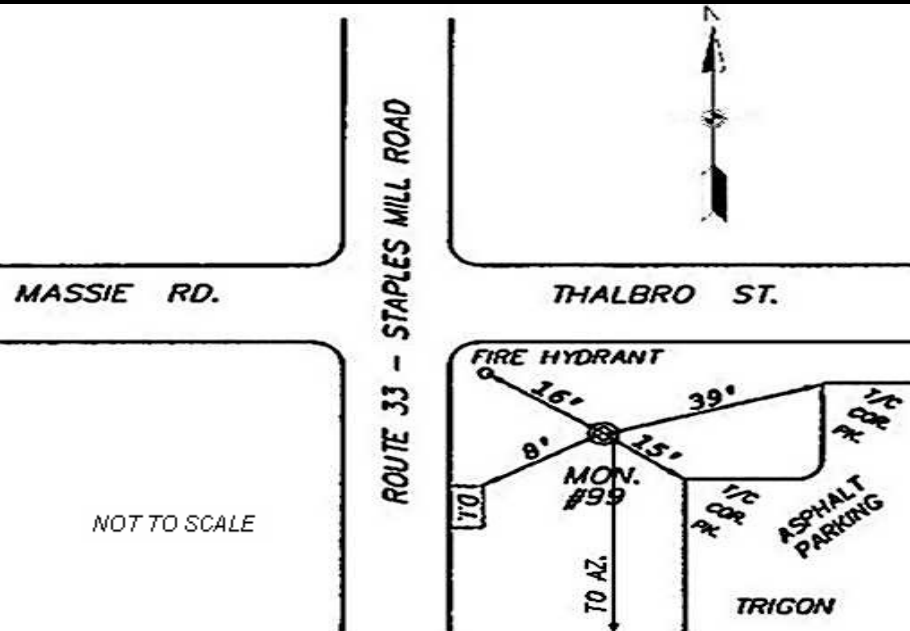 N
ROUTE 33 - STAPLES MILL ROAD
MASSIE RD.
THALBRO ST.
FIRE HYDRANT
16'
39'
T/C
COR.
PK.
8'
15'
MON.
#99
T/C
COR.
PK.
D.I.
ASPHALT
PARKING
NOT TO SCALE
TO AZ.
TRIGON